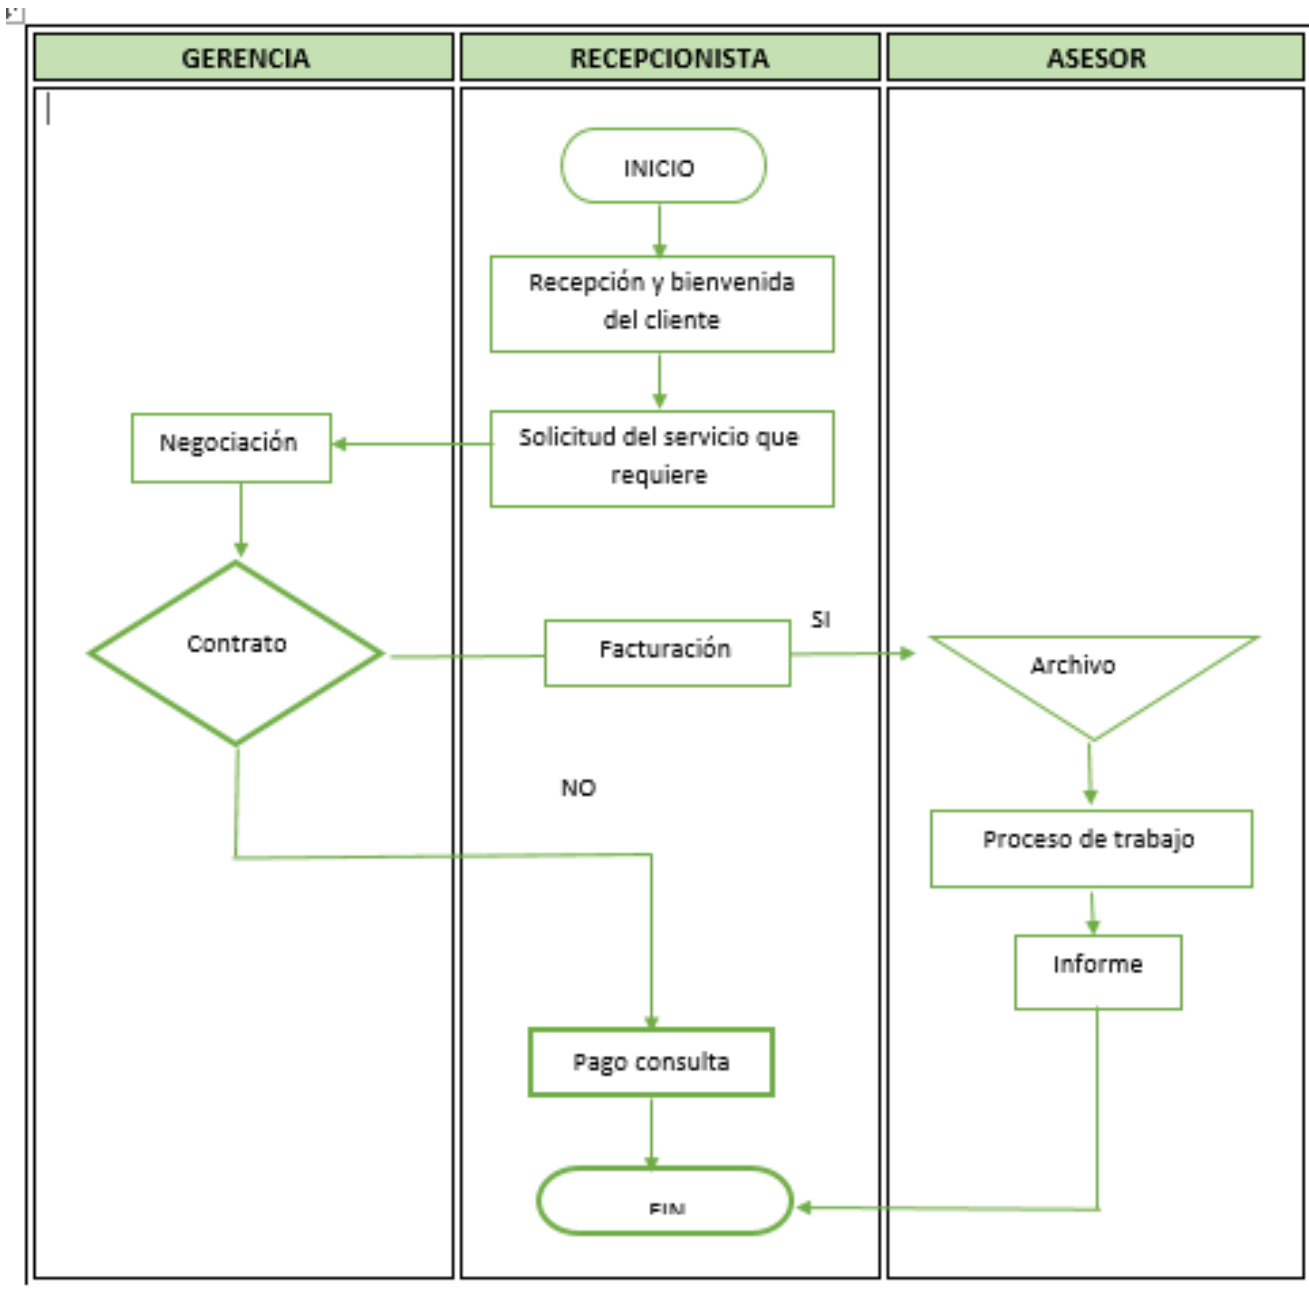 GERENCIA
RECEPCIONISTA
ASESOR
INICIO
Recepción y bienvenida
del cliente
Negociación
Solicitud del servicio que
requiere
Contrato
Facturación
SI
Archivo
NO
Proceso de trabajo
Informe
Pago consulta
FIN